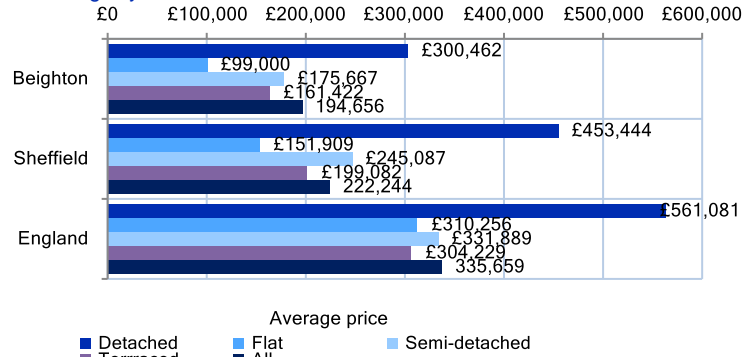 £0 £100,000 £200,000 £300,000 £400,000 £500,000 £600,000
£300,462
£99,000
Beighton £175,667
£161,422
194,656
£453,444
£151,909
Sheffield £245,087
£199,082
222,244
£561,081
£310,256
England £331,889
£304,229
335,659
Average price
Detached Flat Semi-detached
Terraced All